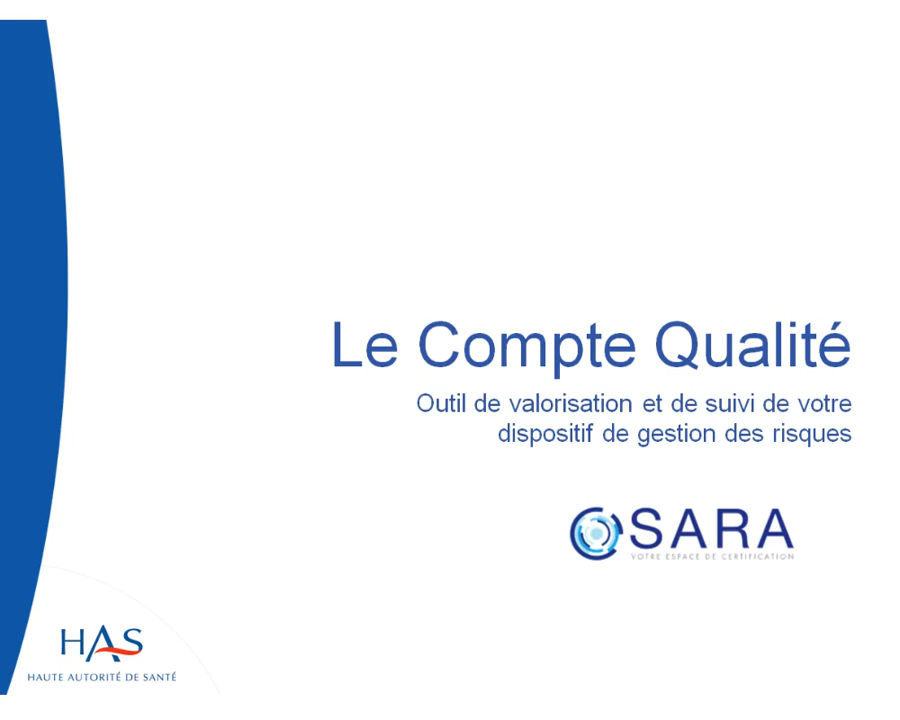 Le Compte Qualité
Outil de valorisation et de suivi de votre
dispositif de gestion des risques
SARA
VOTRE ESPACE DE CERTIFICATION
HAS
HAUTE AUTORITÉ DE SANTÉ